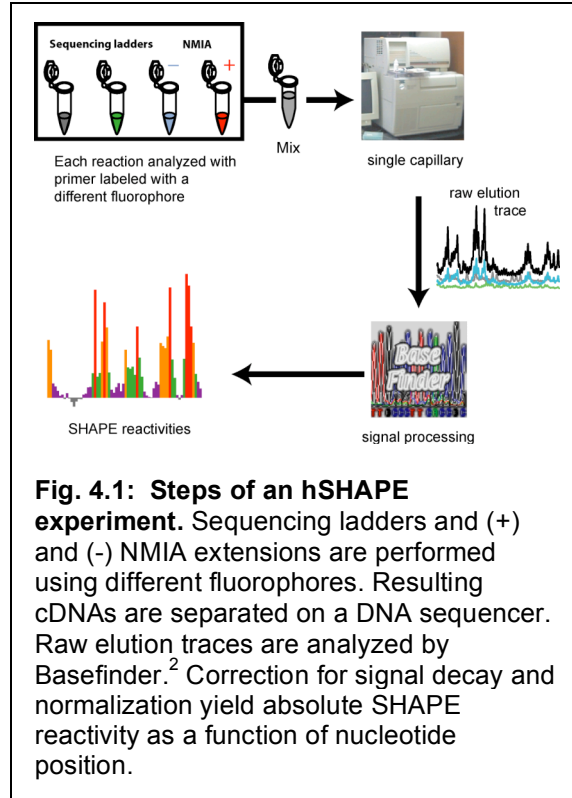 Sequencing ladders NMIA
− +
Each reaction analyzed with
primer labeled with a
different fluorophore
Mix
single capillary
raw elution
trace
Base
Finder
signal processing
SHAPE reactivities
Fig. 4.1: Steps of an hSHAPE
experiment. Sequencing ladders and (+)
and (-) NMIA extensions are performed
using different fluorophores. Resulting
cDNAs are separated on a DNA sequencer.
Raw elution traces are analyzed by
Basefinder.² Correction for signal decay and
normalization yield absolute SHAPE
reactivity as a function of nucleotide
position.